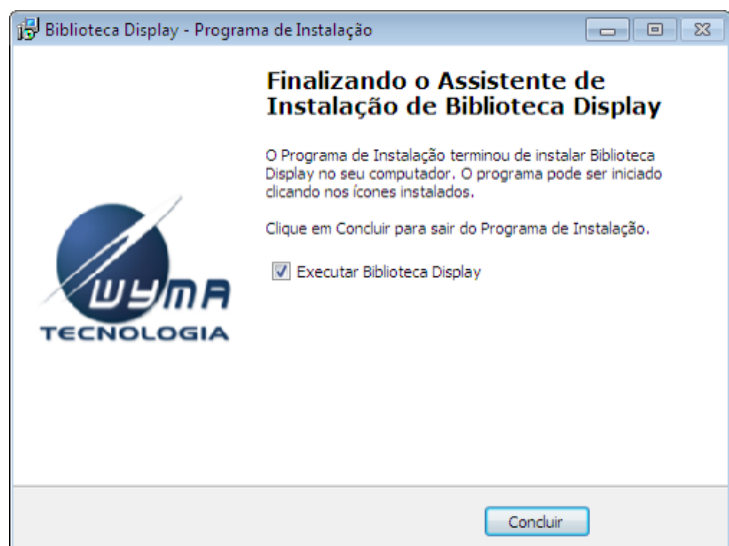 Biblioteca Display - Programa de Instalação
Finalizando o Assistente de
Instalação de Biblioteca Display
O Programa de Instalação terminou de instalar Biblioteca
Display no seu computador. O programa pode ser iniciado
clicando nos ícones instalados.
Clique em Concluir para sair do Programa de Instalação.
Executar Biblioteca Display
WYMA
TECNOLOGIA
Concluir